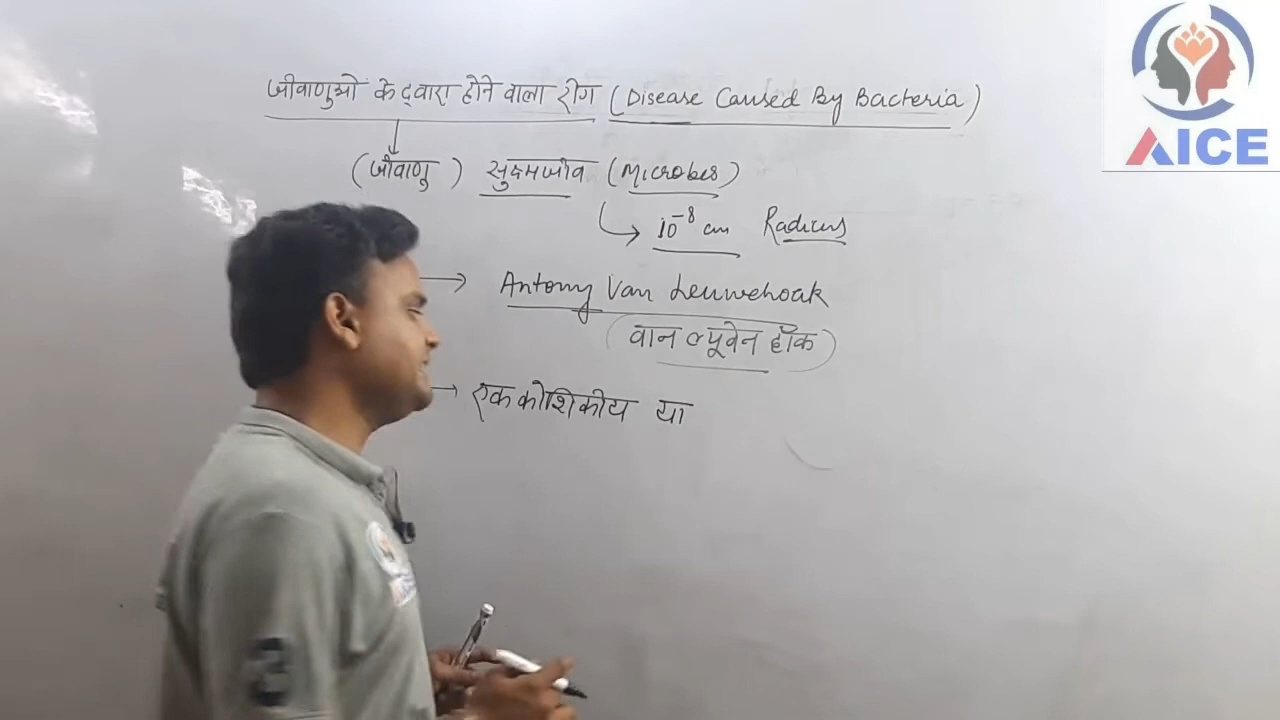 जीवाणुओं के द्वारा होने वाला रोग (Disease Caused By Bacteria)
(जीवाणु) सुक्ष्मजीव (Microbes)
10⁻⁸ cm Radius
Antony Van Leuwehoak
(वान ल्यूवेन हॉक)
एककोशिकीय या
AICE